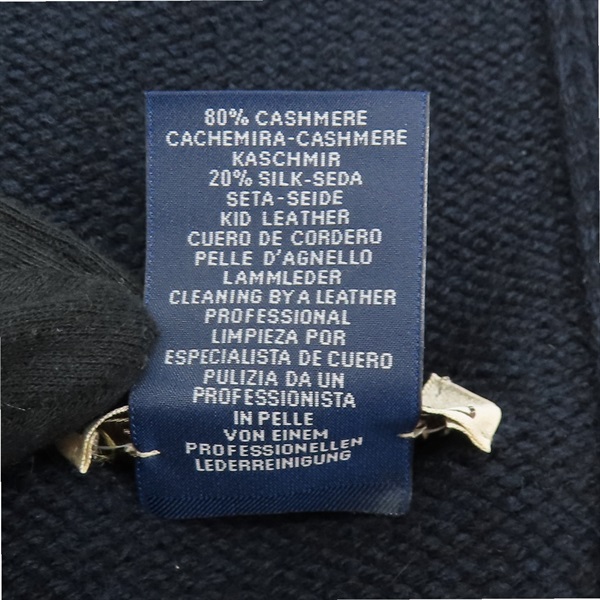 80% CASHMERE
CACHEMIRA-CASHMERE
KASCHMIR
20% SILK-SEDA
SETA-SEIDE
KID LEATHER
CUERO DE CORDERO
PELLE D'AGNELLO
LAMMLEDER
CLEANING BY A LEATHER
PROFESSIONAL
LIMPIEZA POR
ESPECIALISTA DE CUERO
PULIZIA DA UN
PROFESSIONISTA
IN PELLE
VON EINEM
PROFESSIONELLEN
LEDERREINIGUNG